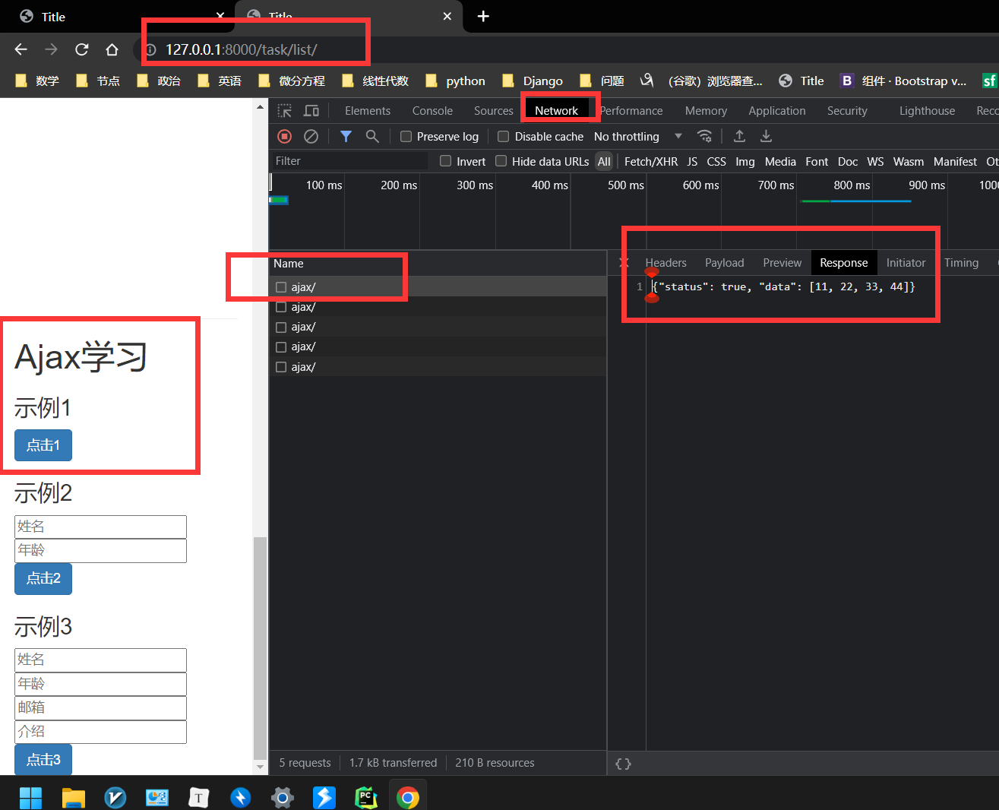 Title
Title
127.0.0.1:8000/task/list/
数学 节点 政治 英语 微分方程 线性代数 python Django 问题 (谷歌) 浏览器查... Title B 组件 · Bootstrap v... sf
Elements Console Sources Network Performance Memory Application Security Lighthouse Reco
Preserve log Disable cache No throttling
Filter Invert Hide data URLs All Fetch/XHR JS CSS Img Media Font Doc WS Wasm Manifest Ot
100 ms 200 ms 300 ms 400 ms 500 ms 600 ms 700 ms 800 ms 900 ms 1000
Name
ajax/
ajax/
ajax/
ajax/
ajax/
Headers Payload Preview Response Initiator Timing
1 {"status": true, "data": [11, 22, 33, 44]}
Ajax学习
示例1
点击1
示例2
姓名
年龄
点击2
示例3
姓名
年龄
邮箱
介绍
点击3
5 requests 1.7 kB transferred 210 B resources
{ }
T
PC